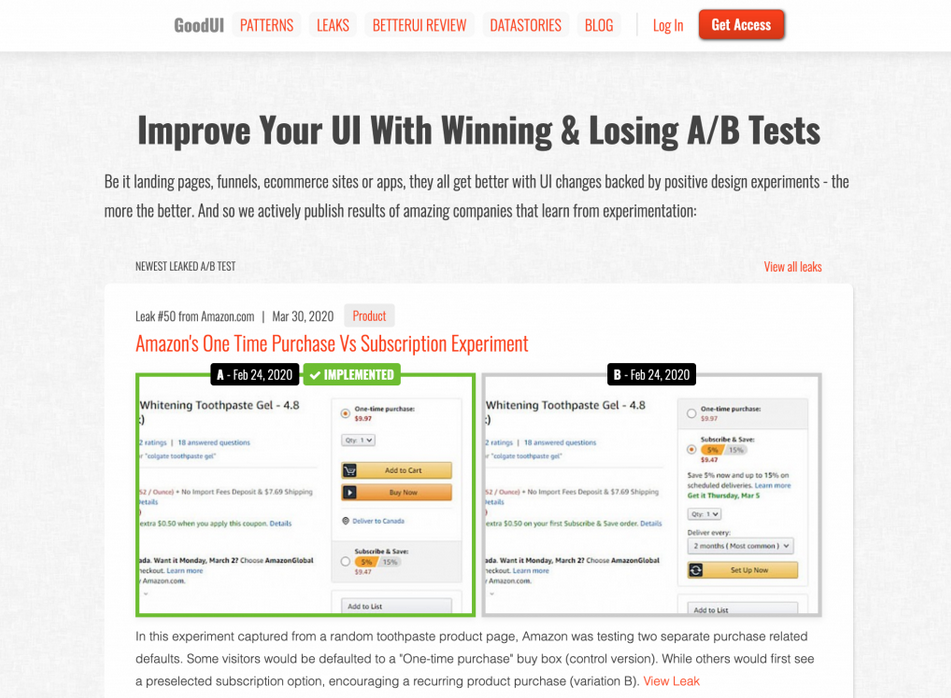 GoodUI PATTERNS LEAKS BETTERUI REVIEW DATASTORIES BLOG Log In Get Access
Improve Your UI With Winning & Losing A/B Tests
Be it landing pages, funnels, ecommerce sites or apps, they all get better with UI changes backed by positive design experiments - the
more the better. And so we actively publish results of amazing companies that learn from experimentation:
NEWEST LEAKED A/B TEST View all leaks
Leak #50 from Amazon.com | Mar 30, 2020 Product
Amazon's One Time Purchase Vs Subscription Experiment
A - Feb 24, 2020 IMPLEMENTED
Whitening Toothpaste Gel - 4.8
:)
2 ratings | 18 answered questions
r "colgate toothpaste gel"
52 / Ounce) + No Import Fees Deposit & $7.69 Shipping
etails
)
extra $0.50 when you apply this coupon. Details
ada. Want it Monday, March 2? Choose AmazonGlobal
heckout. Learn more
y Amazon.com.
One-time purchase:
$9.97
Qty: 1
Add to Cart
Buy Now
Deliver to Canada
Subscribe & Save:
5% 15%
$9.47
Add to List
B - Feb 24, 2020
Whitening Toothpaste Gel - 4.8
:)
2 ratings | 18 answered questions
r "colgate toothpaste gel"
52 / Ounce) + No Import Fees Deposit & $7.69 Shipping
etails
)
extra $0.50 on your first Subscribe & Save order. Details
ada. Want it Monday, March 2? Choose AmazonGlobal
heckout. Learn more
y Amazon.com.
One-time purchase:
$9.97
Subscribe & Save:
5% 15%
$9.47
Save 5% now and up to 15% on
scheduled deliveries. Learn more
Get it Thursday, Mar 5
Qty: 1
Deliver every:
2 months ( Most common )
Set Up Now
Add to List
In this experiment captured from a random toothpaste product page, Amazon was testing two separate purchase related
defaults. Some visitors would be defaulted to a "One-time purchase" buy box (control version). While others would first see
a preselected subscription option, encouraging a recurring product purchase (variation B). View Leak